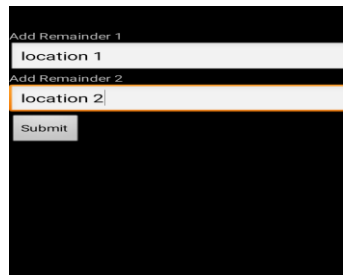 Add Remainder 1
location 1
Add Remainder 2
location 2
Submit